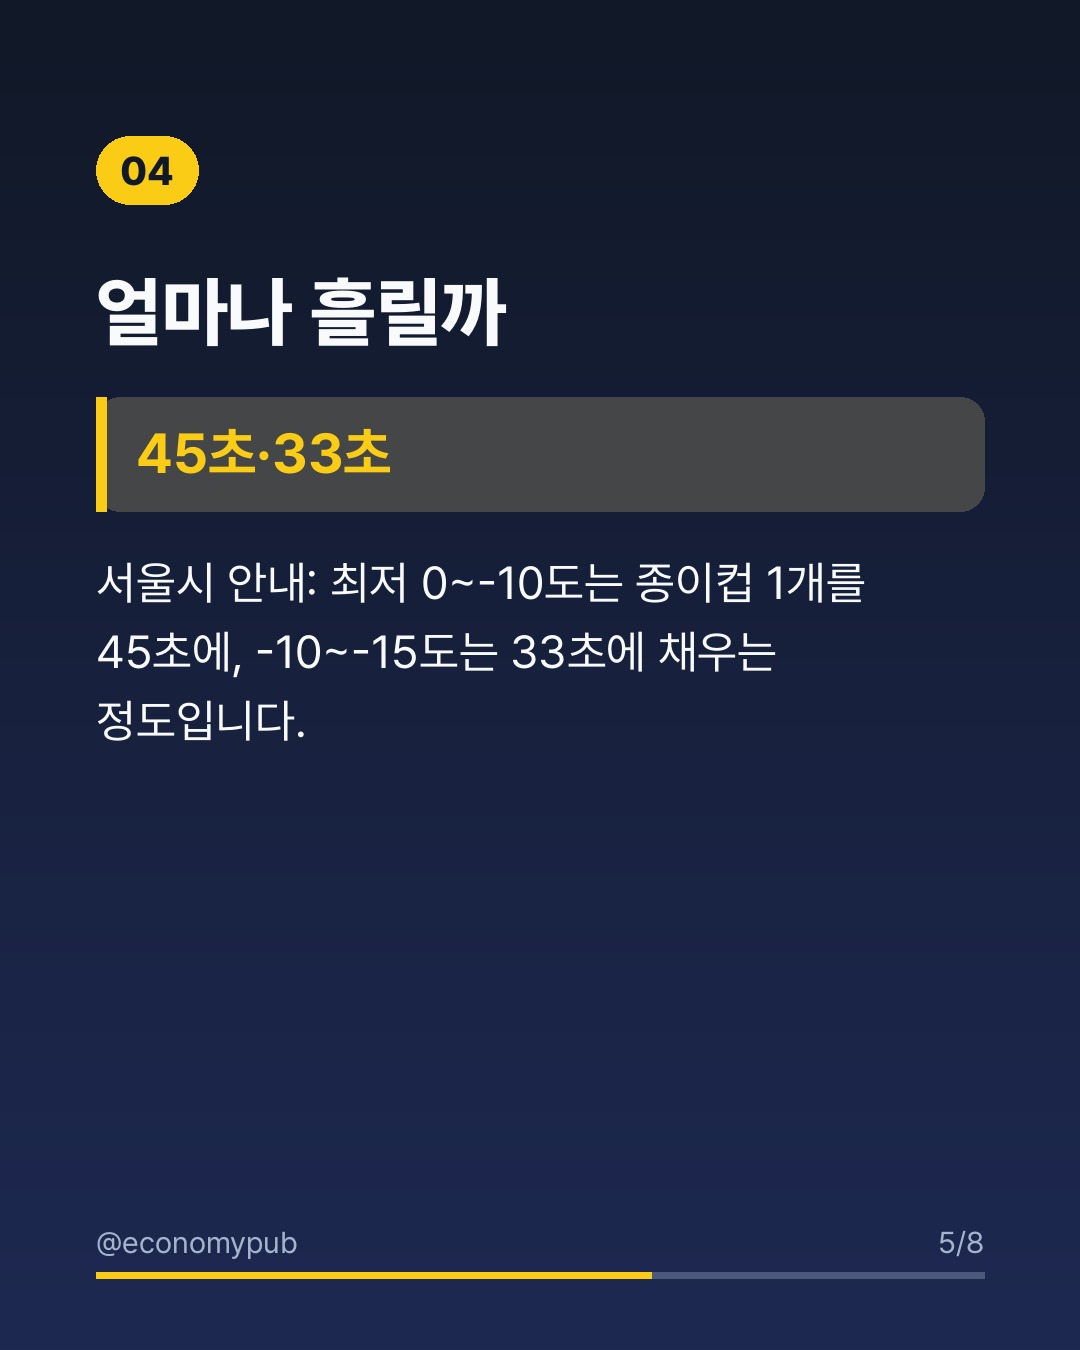 04
얼마나 흘릴까
45초·33초
서울시 안내: 최저 0~-10도는 종이컵 1개를
45초에, -10~-15도는 33초에 채우는
정도입니다.
@economypub
5/8